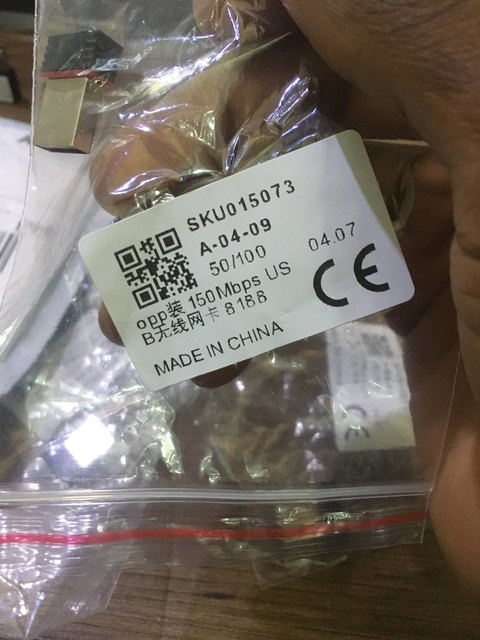 SKU015073
A-04-09
50/100
04.07
opp装 150Mbps US
B无线网卡 8188
CE
MADE IN CHINA